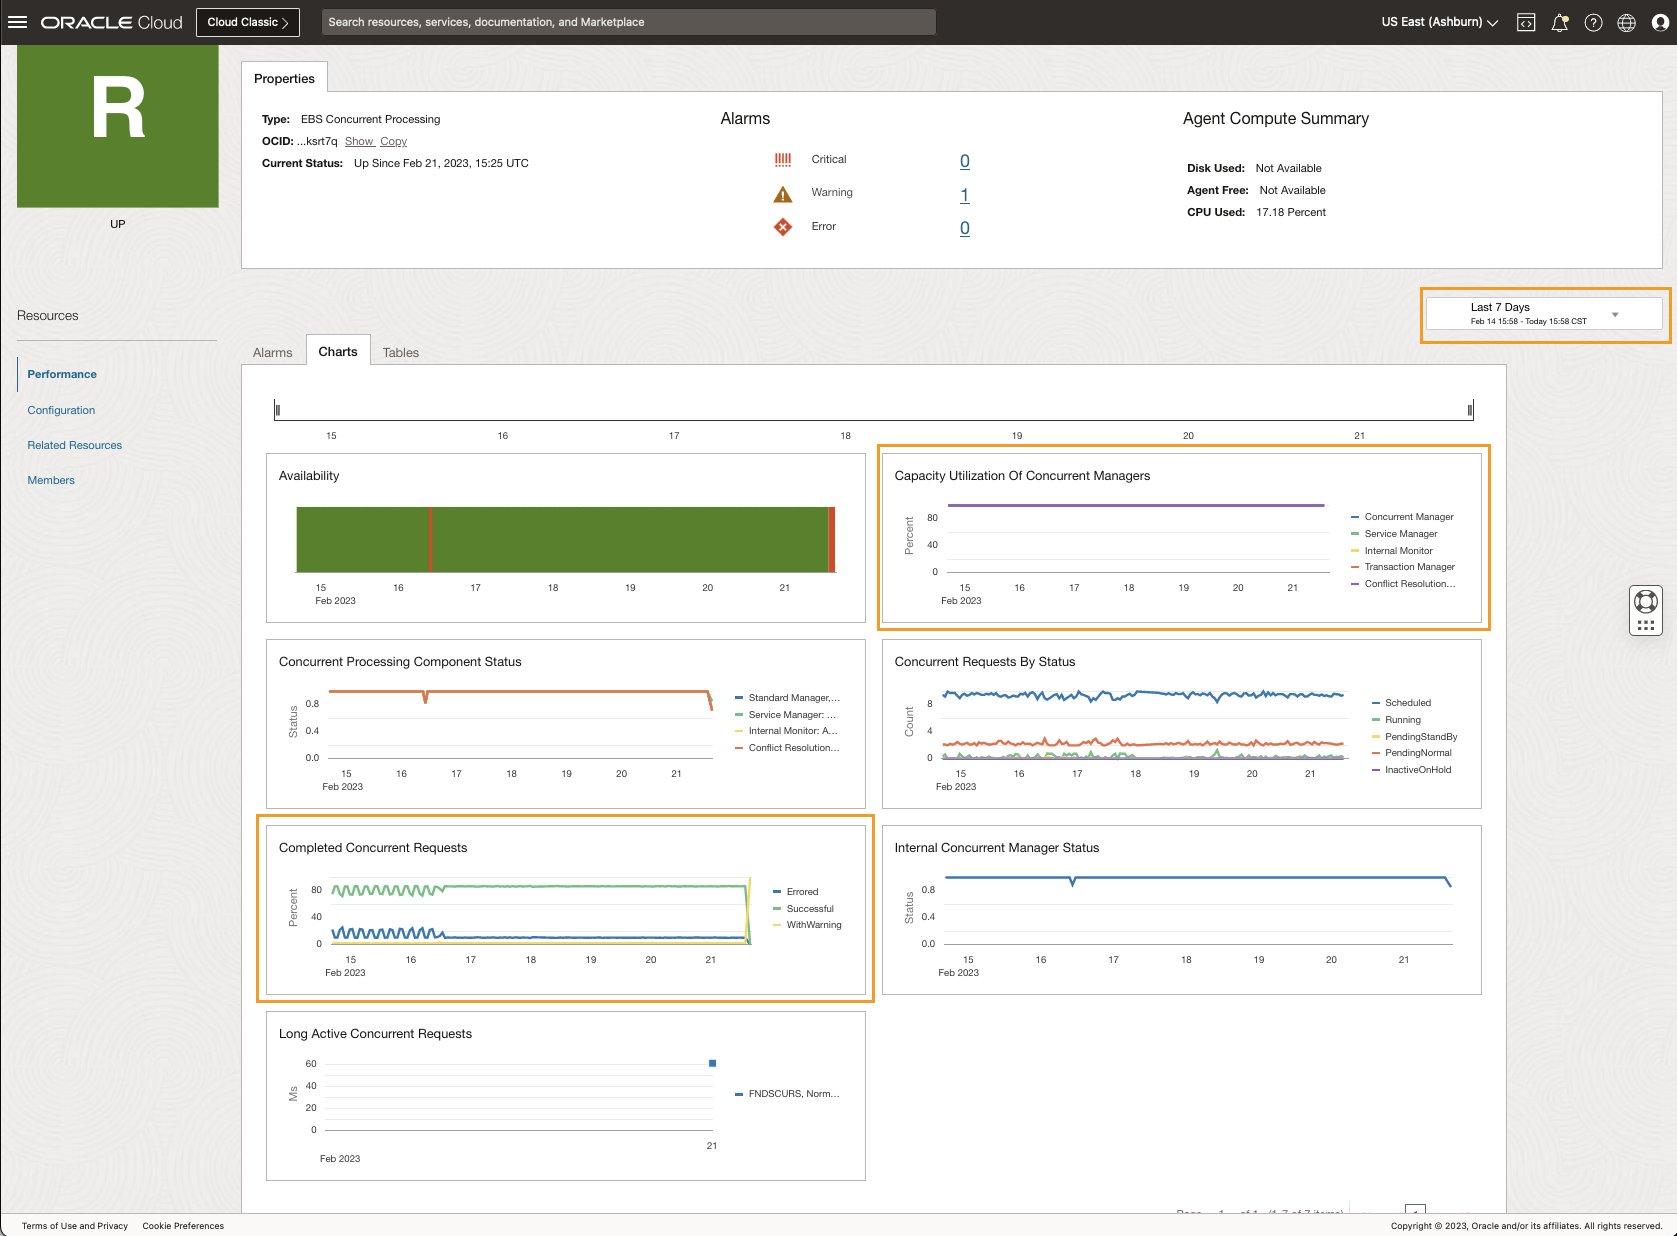 ORACLE Cloud
Cloud Classic
Search resources, services, documentation, and Marketplace
US East (Ashburn)
R
UP
Properties
Type: EBS Concurrent Processing
OCID: ...ksrt7q Show Copy
Current Status: Up Since Feb 21, 2023, 15:25 UTC
Alarms
Critical 0
Warning 1
Error 0
Agent Compute Summary
Disk Used: Not Available
Agent Free: Not Available
CPU Used: 17.18 Percent
Last 7 Days
Feb 14 15:58 - Today 15:58 CST
Resources
Performance
Configuration
Related Resources
Members
Alarms Charts Tables
15 16 17 18 19 20 21
Availability
15 16 17 18 19 20 21
Feb 2023
Capacity Utilization Of Concurrent Managers
Percent
80
40
0
15 16 17 18 19 20 21
Feb 2023
Concurrent Manager
Service Manager
Internal Monitor
Transaction Manager
Conflict Resolution...
Concurrent Processing Component Status
Status
0.8
0.4
0.0
15 16 17 18 19 20 21
Feb 2023
Standard Manager,...
Service Manager: ...
Internal Monitor: A...
Conflict Resolution...
Concurrent Requests By Status
Count
8
4
0
15 16 17 18 19 20 21
Feb 2023
Scheduled
Running
PendingStandBy
PendingNormal
InactiveOnHold
Completed Concurrent Requests
Percent
80
40
0
15 16 17 18 19 20 21
Feb 2023
Errored
Successful
WithWarning
Internal Concurrent Manager Status
Status
0.8
0.4
0.0
15 16 17 18 19 20 21
Feb 2023
Long Active Concurrent Requests
Ms
60
40
20
0
21
Feb 2023
FNDSCURS, Norm...
Page 1 of 1 (1-7 of 7 items) 1
Terms of Use and Privacy Cookie Preferences
Copyright © 2023, Oracle and/or its affiliates. All rights reserved.